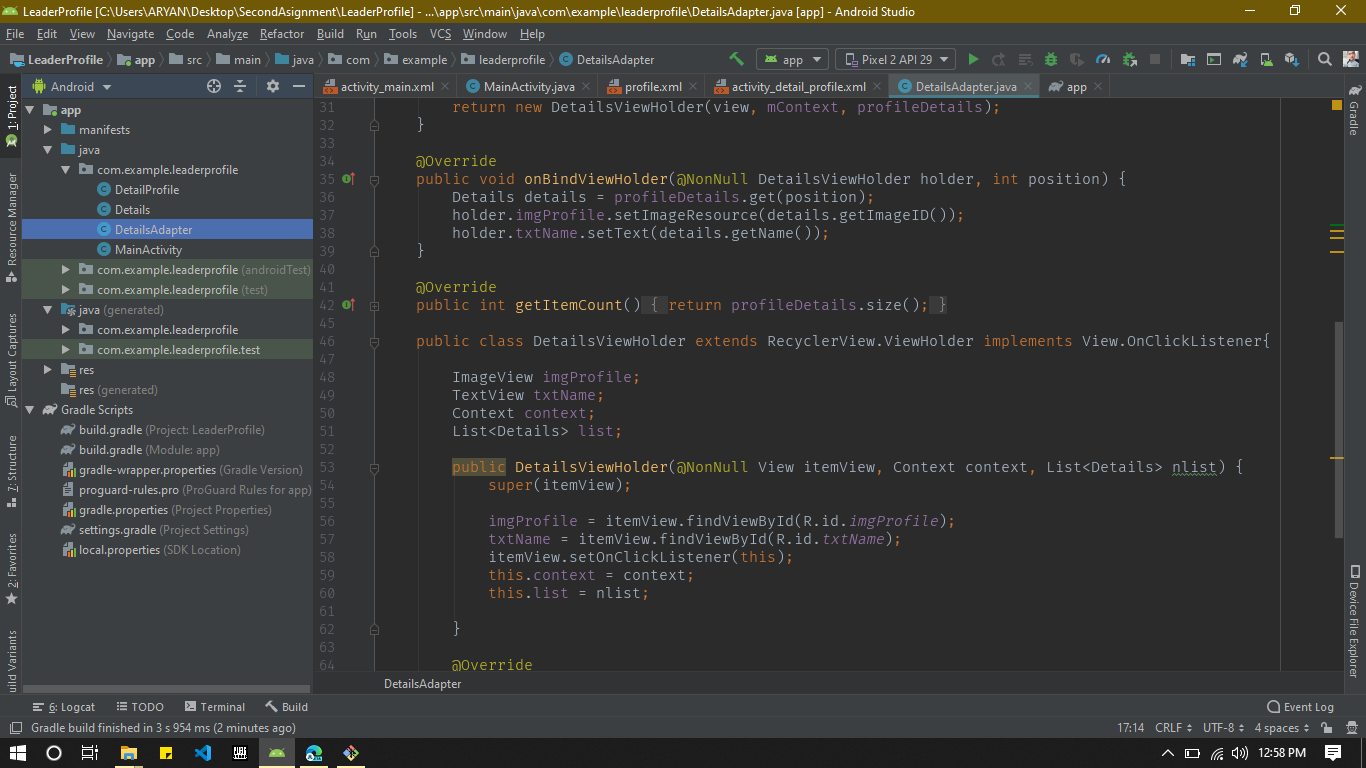 LeaderProfile [C:\Users\ARYAN\Desktop\SecondAsignment\LeaderProfile] - ...\app\src\main\java\com\example\leaderprofile\DetailsAdapter.java [app] - Android Studio
File Edit View Navigate Code Analyze Refactor Build Run Tools VCS Window Help
LeaderProfile app src main java com example leaderprofile DetailsAdapter app Pixel 2 API 29
Android activity_main.xml MainActivity.java profile.xml activity_detail_profile.xml DetailsAdapter.java app
1: Project
Resource Manager
Layout Captures
7: Structure
2: Favorites
uild Variants
app
manifests
java
com.example.leaderprofile
DetailProfile
Details
DetailsAdapter
MainActivity
com.example.leaderprofile (androidTest)
com.example.leaderprofile (test)
java (generated)
com.example.leaderprofile
com.example.leaderprofile.test
res
res (generated)
Gradle Scripts
build.gradle (Project: LeaderProfile)
build.gradle (Module: app)
gradle-wrapper.properties (Gradle Version)
proguard-rules.pro (ProGuard Rules for app)
gradle.properties (Project Properties)
settings.gradle (Project Settings)
local.properties (SDK Location)
31 return new DetailsViewHolder(view, mContext, profileDetails);
32 }
33
34 @Override
35 public void onBindViewHolder(@NonNull DetailsViewHolder holder, int position) {
36 Details details = profileDetails.get(position);
37 holder.imgProfile.setImageResource(details.getImageID());
38 holder.txtName.setText(details.getName());
39 }
40
41 @Override
42 public int getItemCount() { return profileDetails.size(); }
45
46 public class DetailsViewHolder extends RecyclerView.ViewHolder implements View.OnClickListener{
47
48 ImageView imgProfile;
49 TextView txtName;
50 Context context;
51 List<Details> list;
52
53 public DetailsViewHolder(@NonNull View itemView, Context context, List<Details> nlist) {
54 super(itemView);
55
56 imgProfile = itemView.findViewById(R.id.imgProfile);
57 txtName = itemView.findViewById(R.id.txtName);
58 itemView.setOnClickListener(this);
59 this.context = context;
60 this.list = nlist;
61
62 }
63
64 @Override
DetailsAdapter
Gradle
Device File Explorer
6: Logcat TODO Terminal Build Event Log
Gradle build finished in 3 s 954 ms (2 minutes ago) 17:14 CRLF UTF-8 4 spaces
12:58 PM